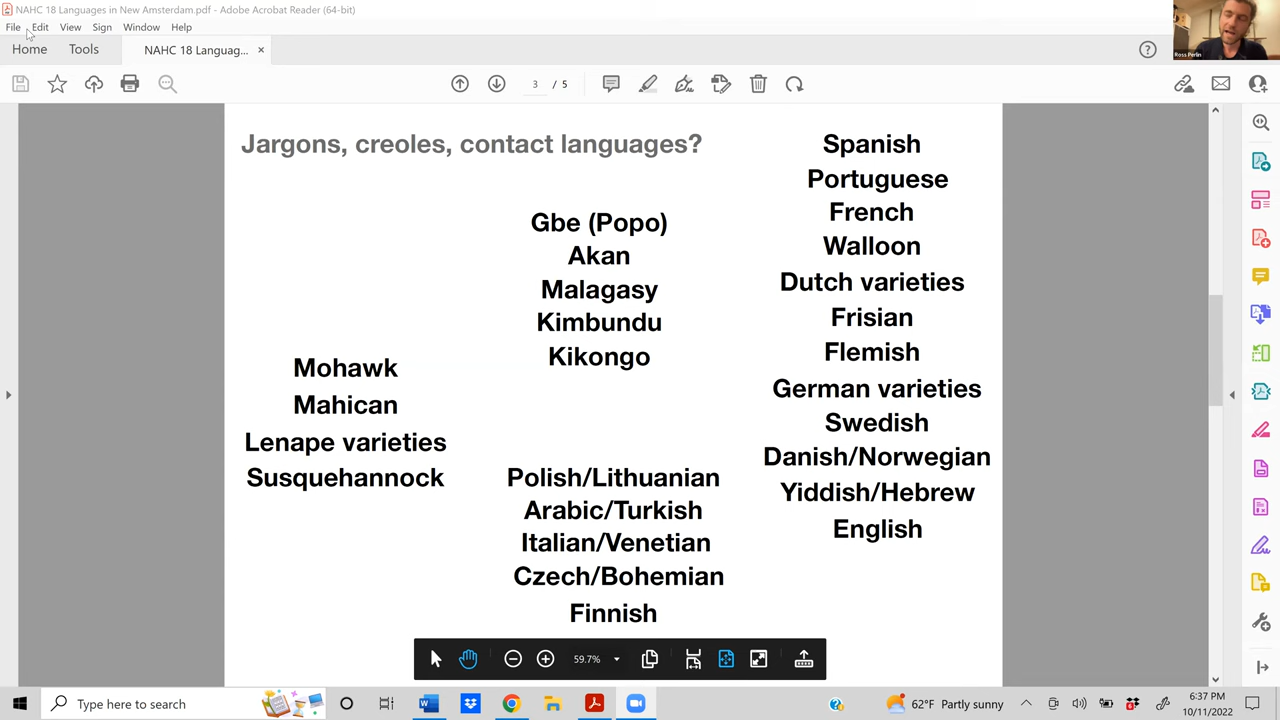 NAHC 18 Languages in New Amsterdam.pdf - Adobe Acrobat Reader (64-bit)
File Edit View Sign Window Help
Home Tools NAHC 18 Languag... ×
3 / 5
Ross Perlin
Jargons, creoles, contact languages?
Gbe (Popo)
Akan
Malagasy
Kimbundu
Kikongo
Mohawk
Mahican
Lenape varieties
Susquehannock
Polish/Lithuanian
Arabic/Turkish
Italian/Venetian
Czech/Bohemian
Finnish
Spanish
Portuguese
French
Walloon
Dutch varieties
Frisian
Flemish
German varieties
Swedish
Danish/Norwegian
Yiddish/Hebrew
English
59.7%
Type here to search
62°F Partly sunny
6:37 PM
10/11/2022